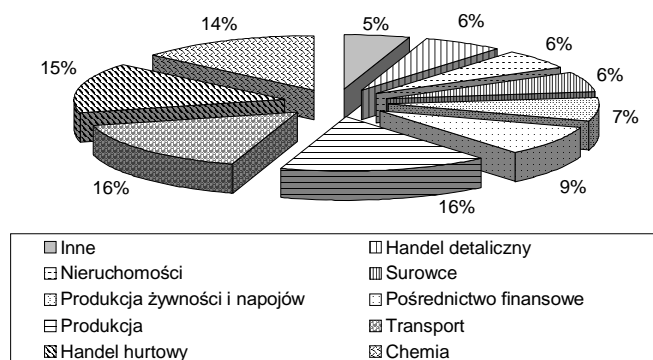 14%
5%
6%
6%
6%
7%
9%
16%
16%
15%
Inne
Handel detaliczny
Nieruchomości
Surowce
Produkcja żywności i napojów
Pośrednictwo finansowe
Produkcja
Transport
Handel hurtowy
Chemia